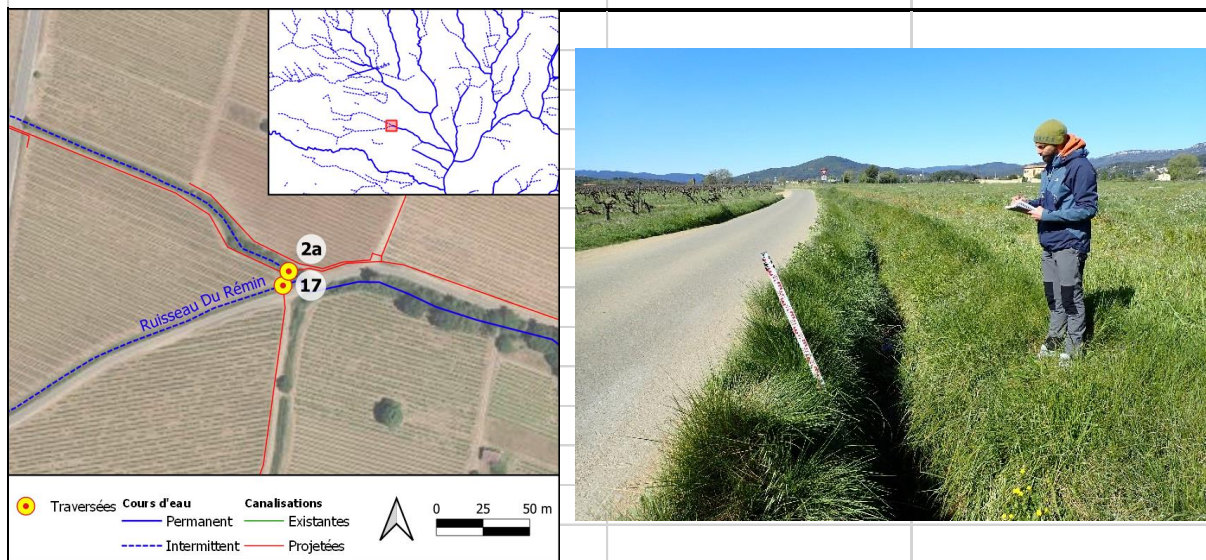 2a
17
Ruisseau Du Rémin
Traversées
Cours d'eau
Permanent
Intermittent
Canalisations
Existantes
Projetées
0 25 50 m